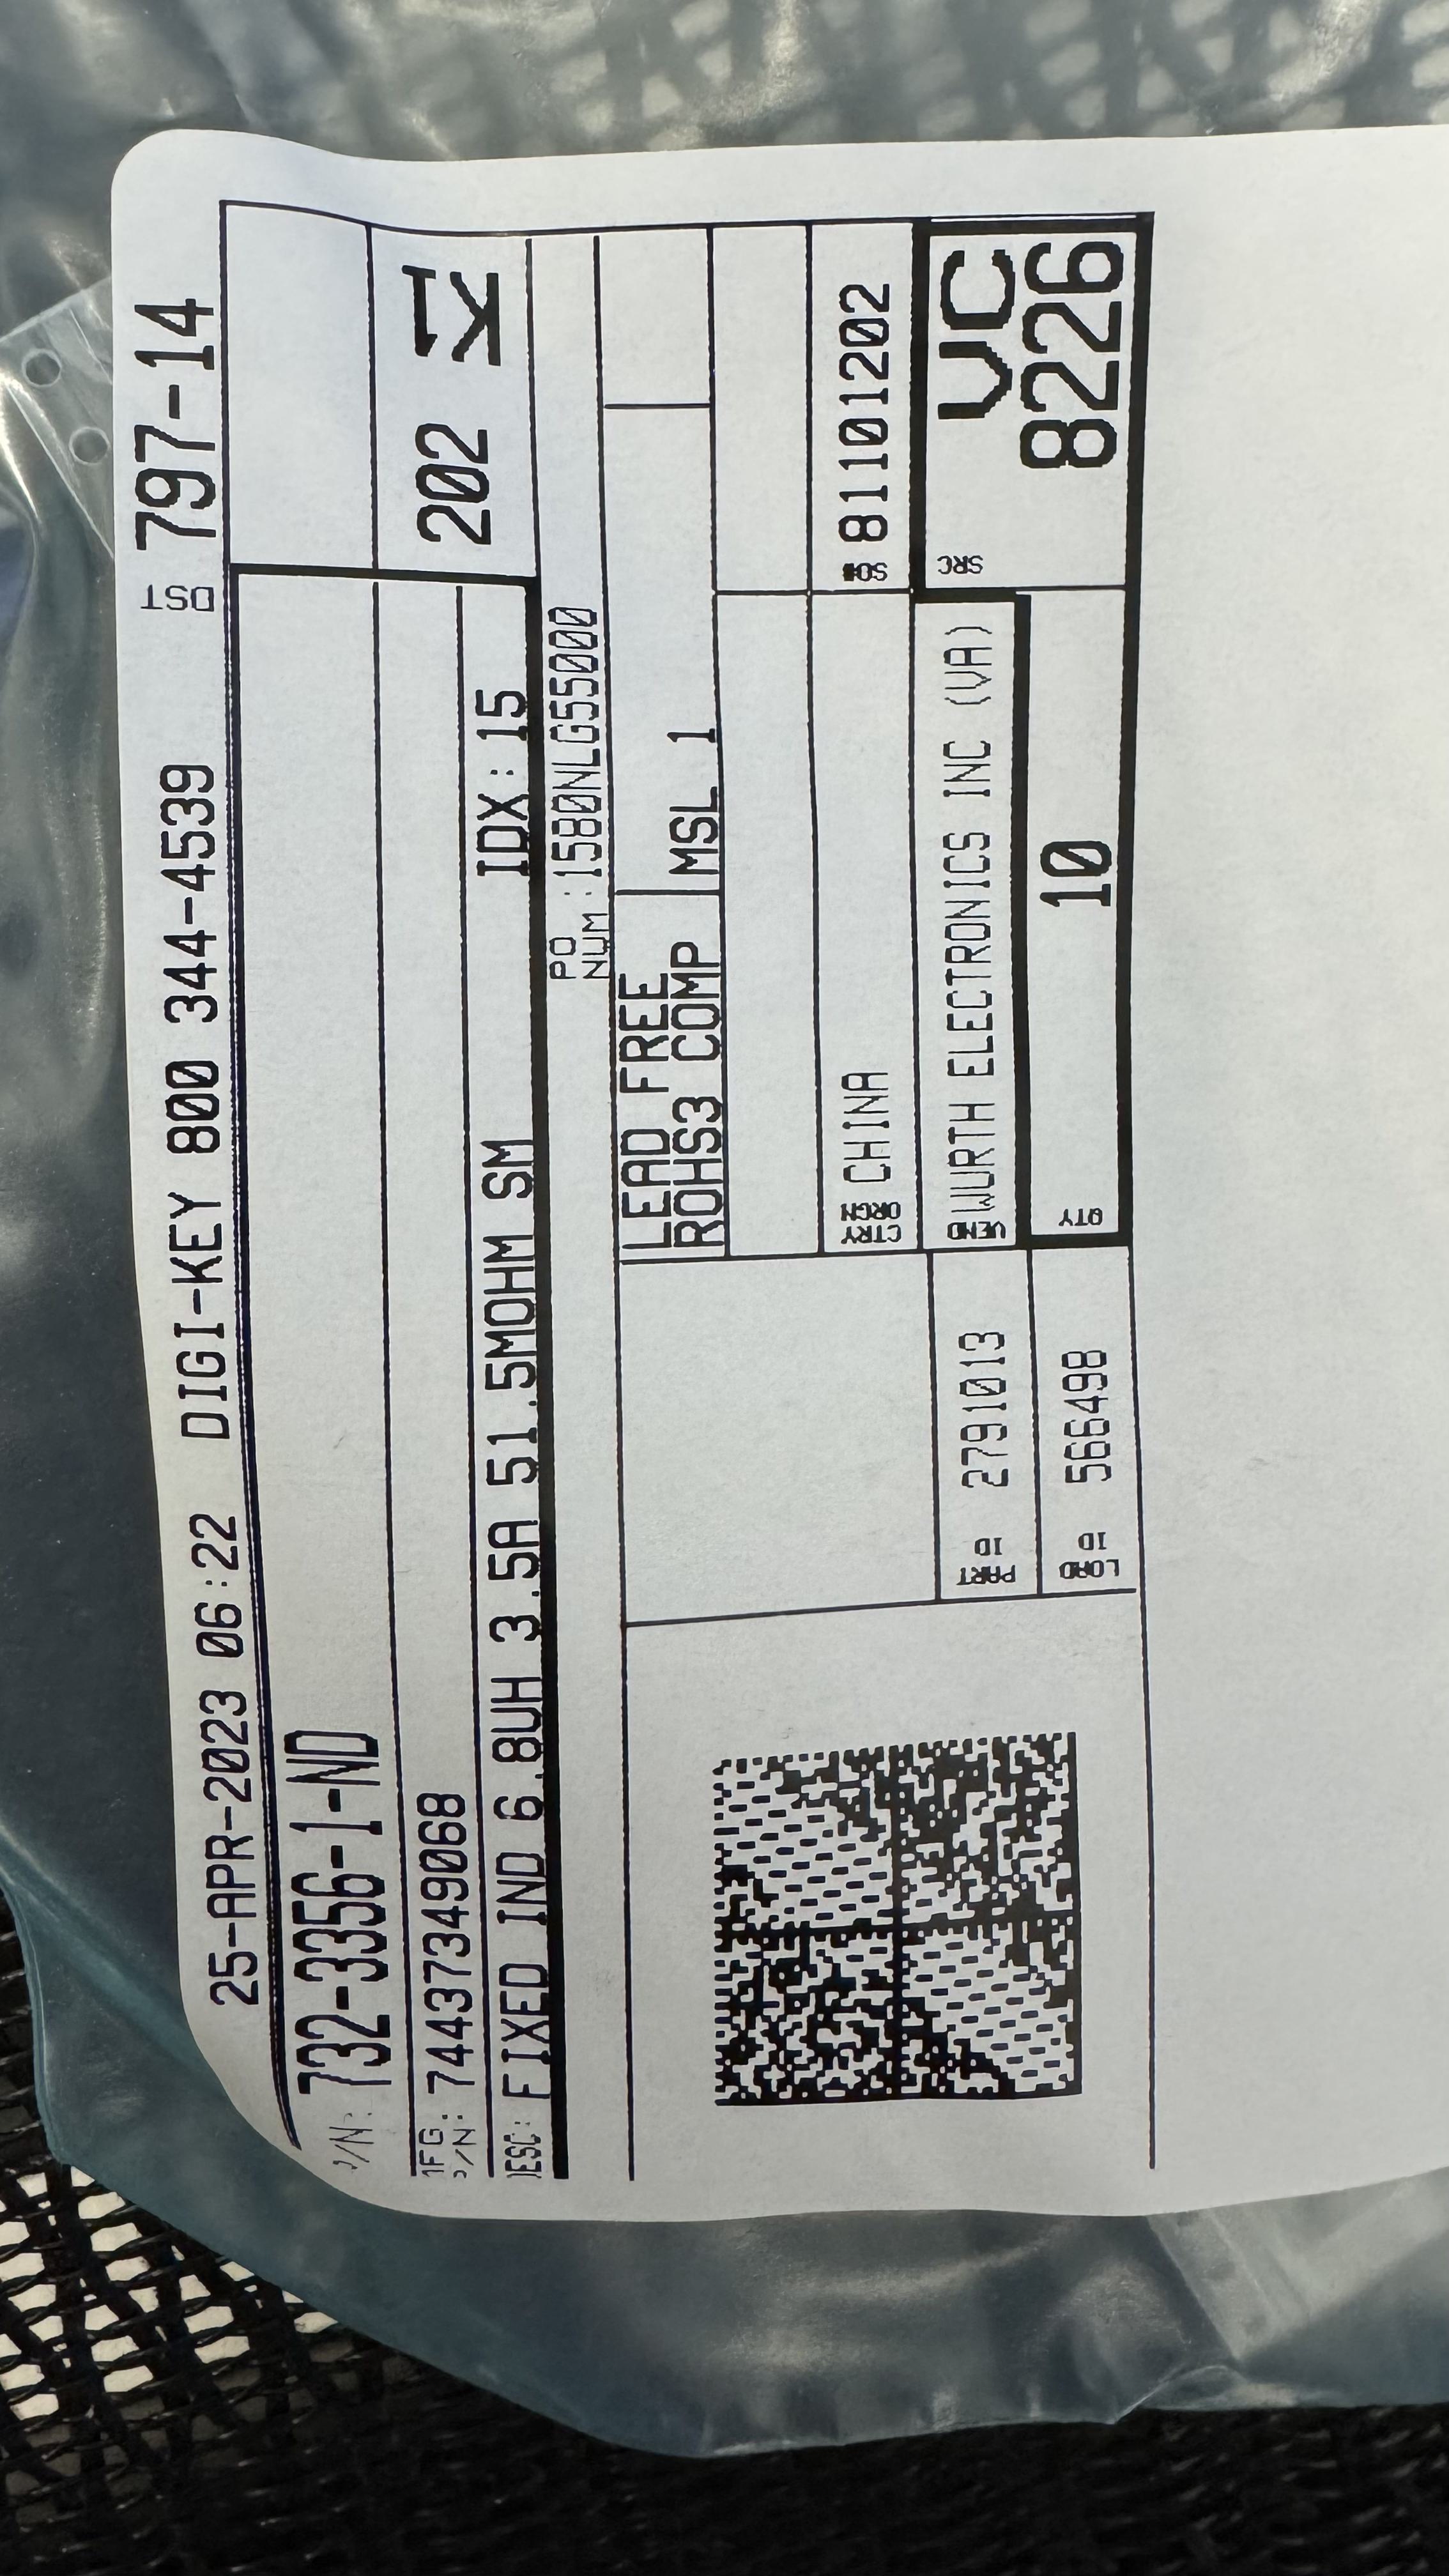 25-APR-2023 06:22 DIGI-KEY 800 344-4539 DST 797-14
/N: 732-3356-1-ND
MFG. P/N: 74437349068
202 K1
DESC: FIXED IND 6.8UH 3.5A 51.5MOHM SM IDX:15
PO NUM: 1580NLG55000
LEAD FREE
ROHS3 COMP MSL 1
CTRY ORGN CHINA SO# 81101202
PART ID 2791013 VEND WURTH ELECTRONICS INC (VA) SRC VC 8226
LOAD ID 566498 QTY 10